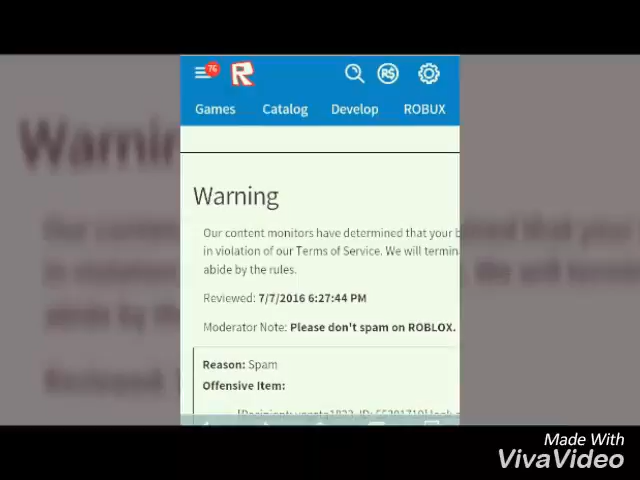 76
R
R$
Games Catalog Develop ROBUX
Warning
Our content monitors have determined that your
in violation of our Terms of Service. We will
abide by the rules.
Reviewed: 7/7/2016 6:27:44 PM
Moderator Note: Please don't spam on ROBLOX.
Reason: Spam
Offensive Item:
Made With
VivaVideo